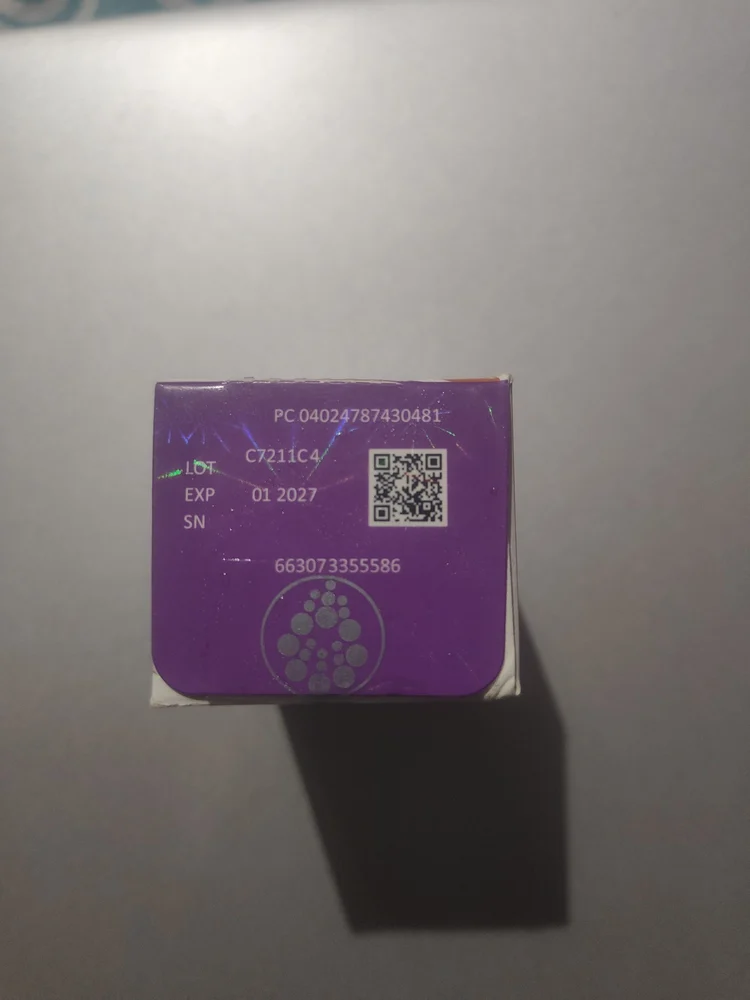 PC 04024787430481
LOT C7211C4
EXP 01 2027
SN
663073355586